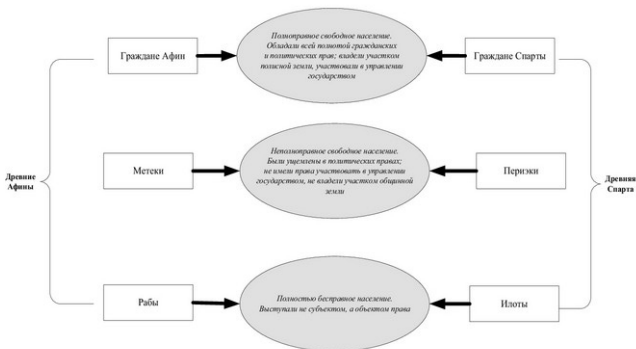 Полноправное свободное население.
Обладали всей полнотой гражданских
и политических прав; владели участком
полисной земли, участвовали в управлении
государством
Граждане Афин
Граждане Спарты
Неполноправное свободное население.
Были ущемлены в политических правах;
не имели права участвовать в управлении
государством, не владели участком общинной
земли
Метеки
Периэки
Древние
Афины
Древняя
Спарта
Полностью бесправное население.
Выступали не субъектом, а объектом права
Рабы
Илоты